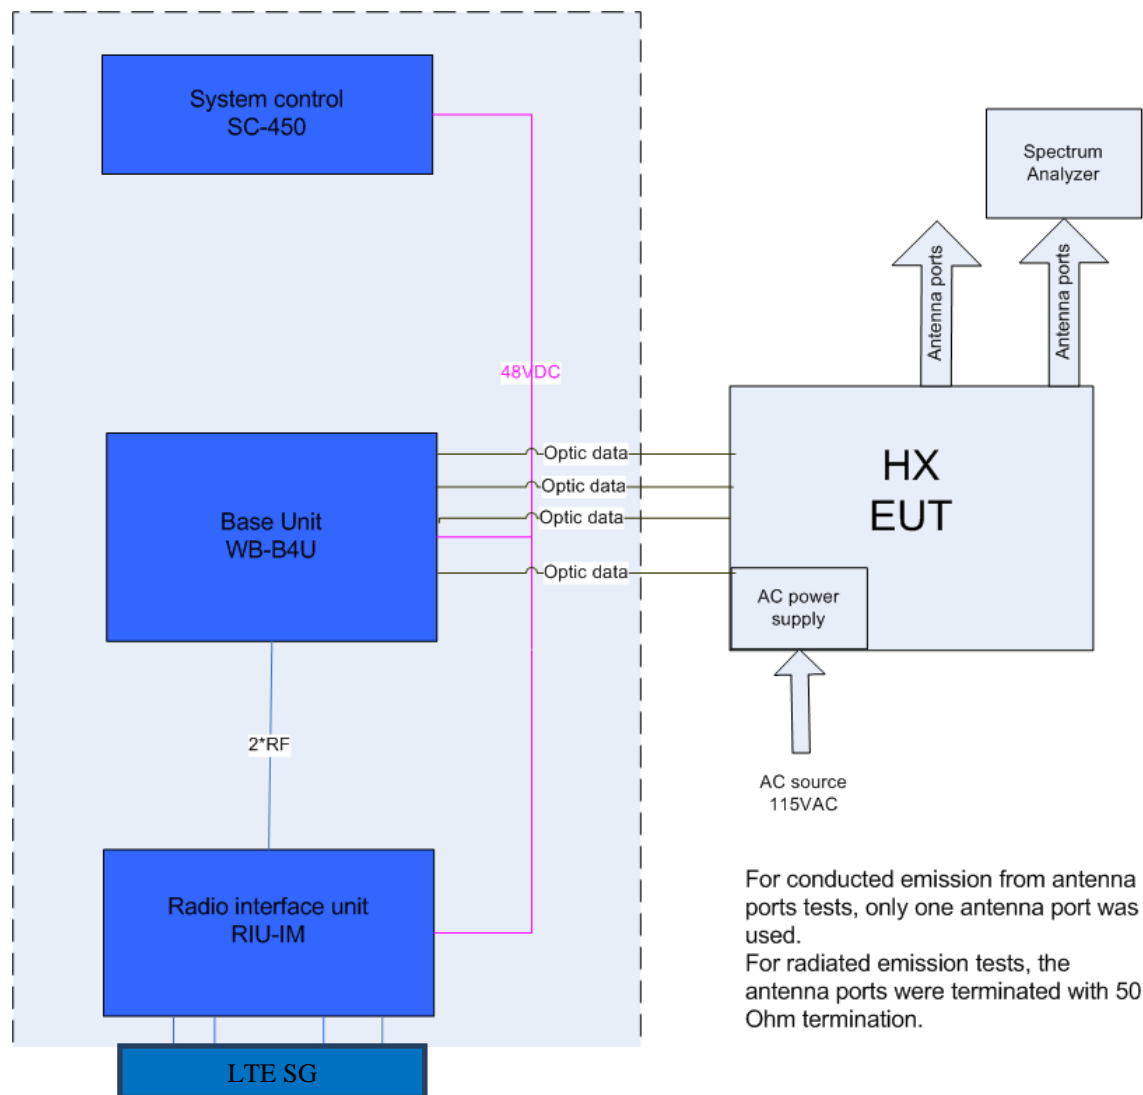 System control
SC-450
Spectrum
Analyzer
Antenna ports
Antenna ports
48VDC
Optic data
Optic data
Optic data
Optic data
HX
EUT
Base Unit
WB-B4U
AC power
supply
2*RF
AC source
115VAC
Radio interface unit
RIU-IM
For conducted emission from antenna
ports tests, only one antenna port was
used.
For radiated emission tests, the
antenna ports were terminated with 50
Ohm termination.
LTE SG